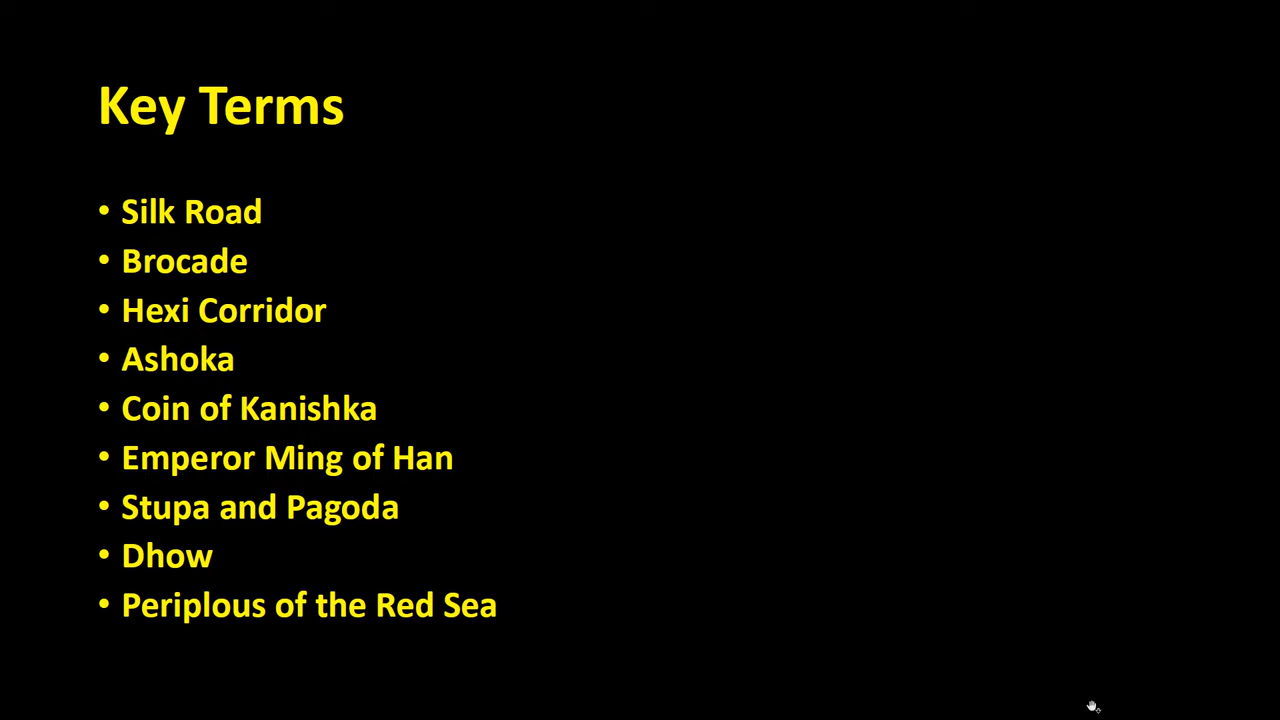 Key Terms
• Silk Road
• Brocade
• Hexi Corridor
• Ashoka
• Coin of Kanishka
• Emperor Ming of Han
• Stupa and Pagoda
• Dhow
• Periplous of the Red Sea